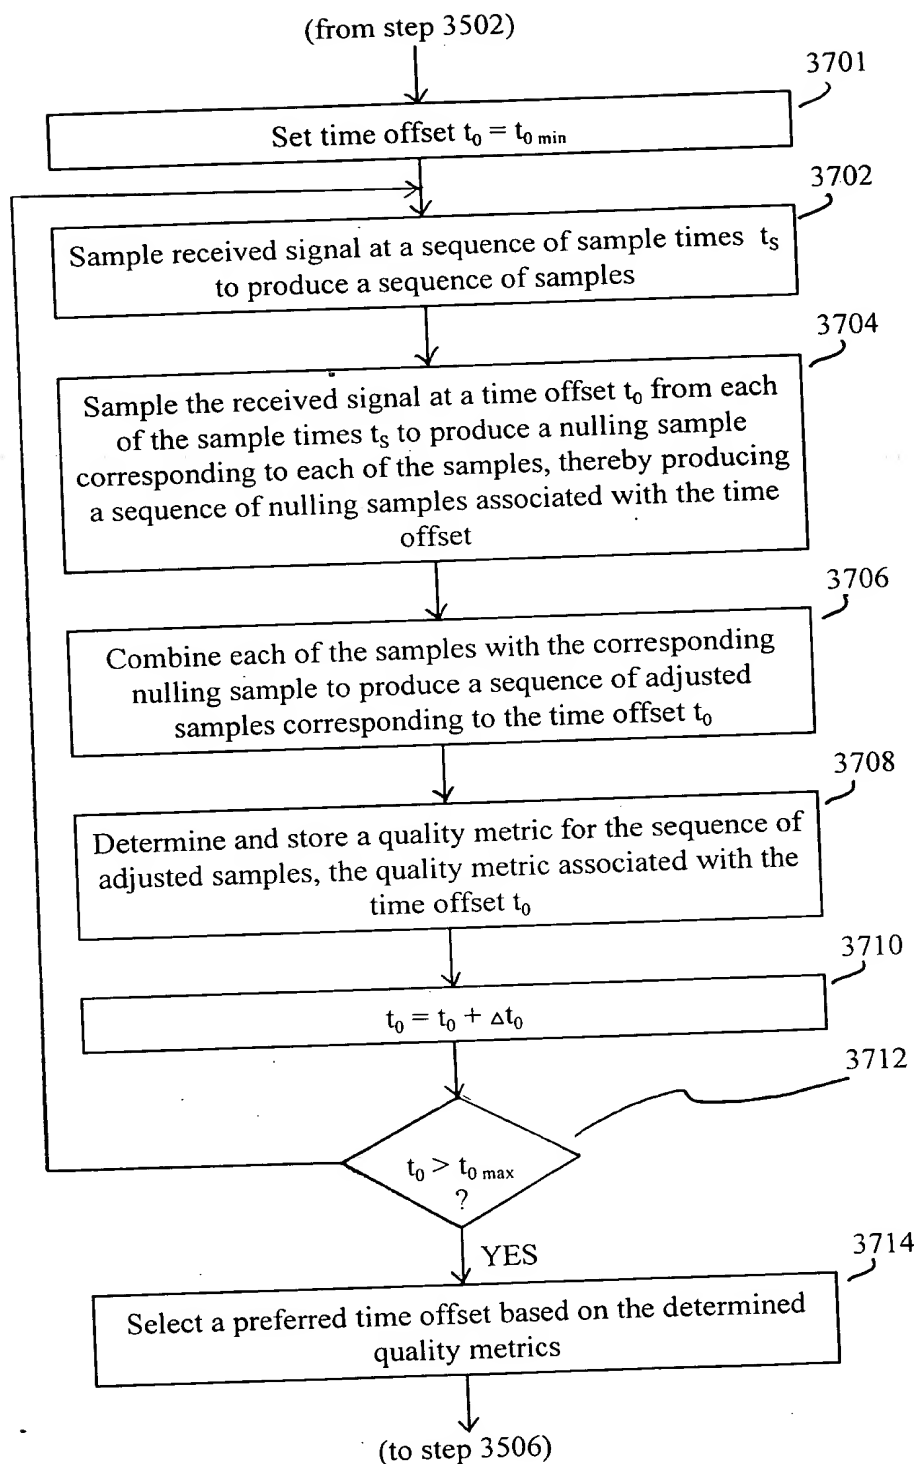 (from step 3502)
3701
Set time offset t₀ = t₀ min
3702
Sample received signal at a sequence of sample times tₛ
to produce a sequence of samples
3704
Sample the received signal at a time offset t₀ from each
of the sample times tₛ to produce a nulling sample
corresponding to each of the samples, thereby producing
a sequence of nulling samples associated with the time
offset
3706
Combine each of the samples with the corresponding
nulling sample to produce a sequence of adjusted
samples corresponding to the time offset t₀
3708
Determine and store a quality metric for the sequence of
adjusted samples, the quality metric associated with the
time offset t₀
3710
t₀ = t₀ + Δt₀
3712
t₀ > t₀ max
?
YES
3714
Select a preferred time offset based on the determined
quality metrics
(to step 3506)